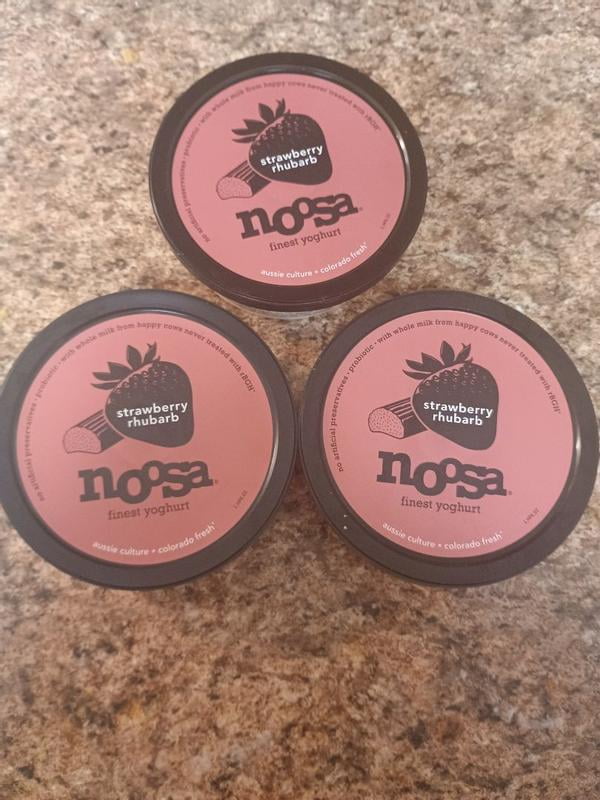 no artificial preservatives • probiotic • with whole milk from happy cows never treated with rBGH*
strawberry
rhubarb
noosa®
finest yoghurt
aussie culture • colorado fresh*
no artificial preservatives • probiotic • with whole milk from happy cows never treated with rBGH*
strawberry
rhubarb
noosa®
finest yoghurt
aussie culture • colorado fresh*
no artificial preservatives • probiotic • with whole milk from happy cows never treated with rBGH*
strawberry
rhubarb
noosa®
finest yoghurt
aussie culture • colorado fresh*